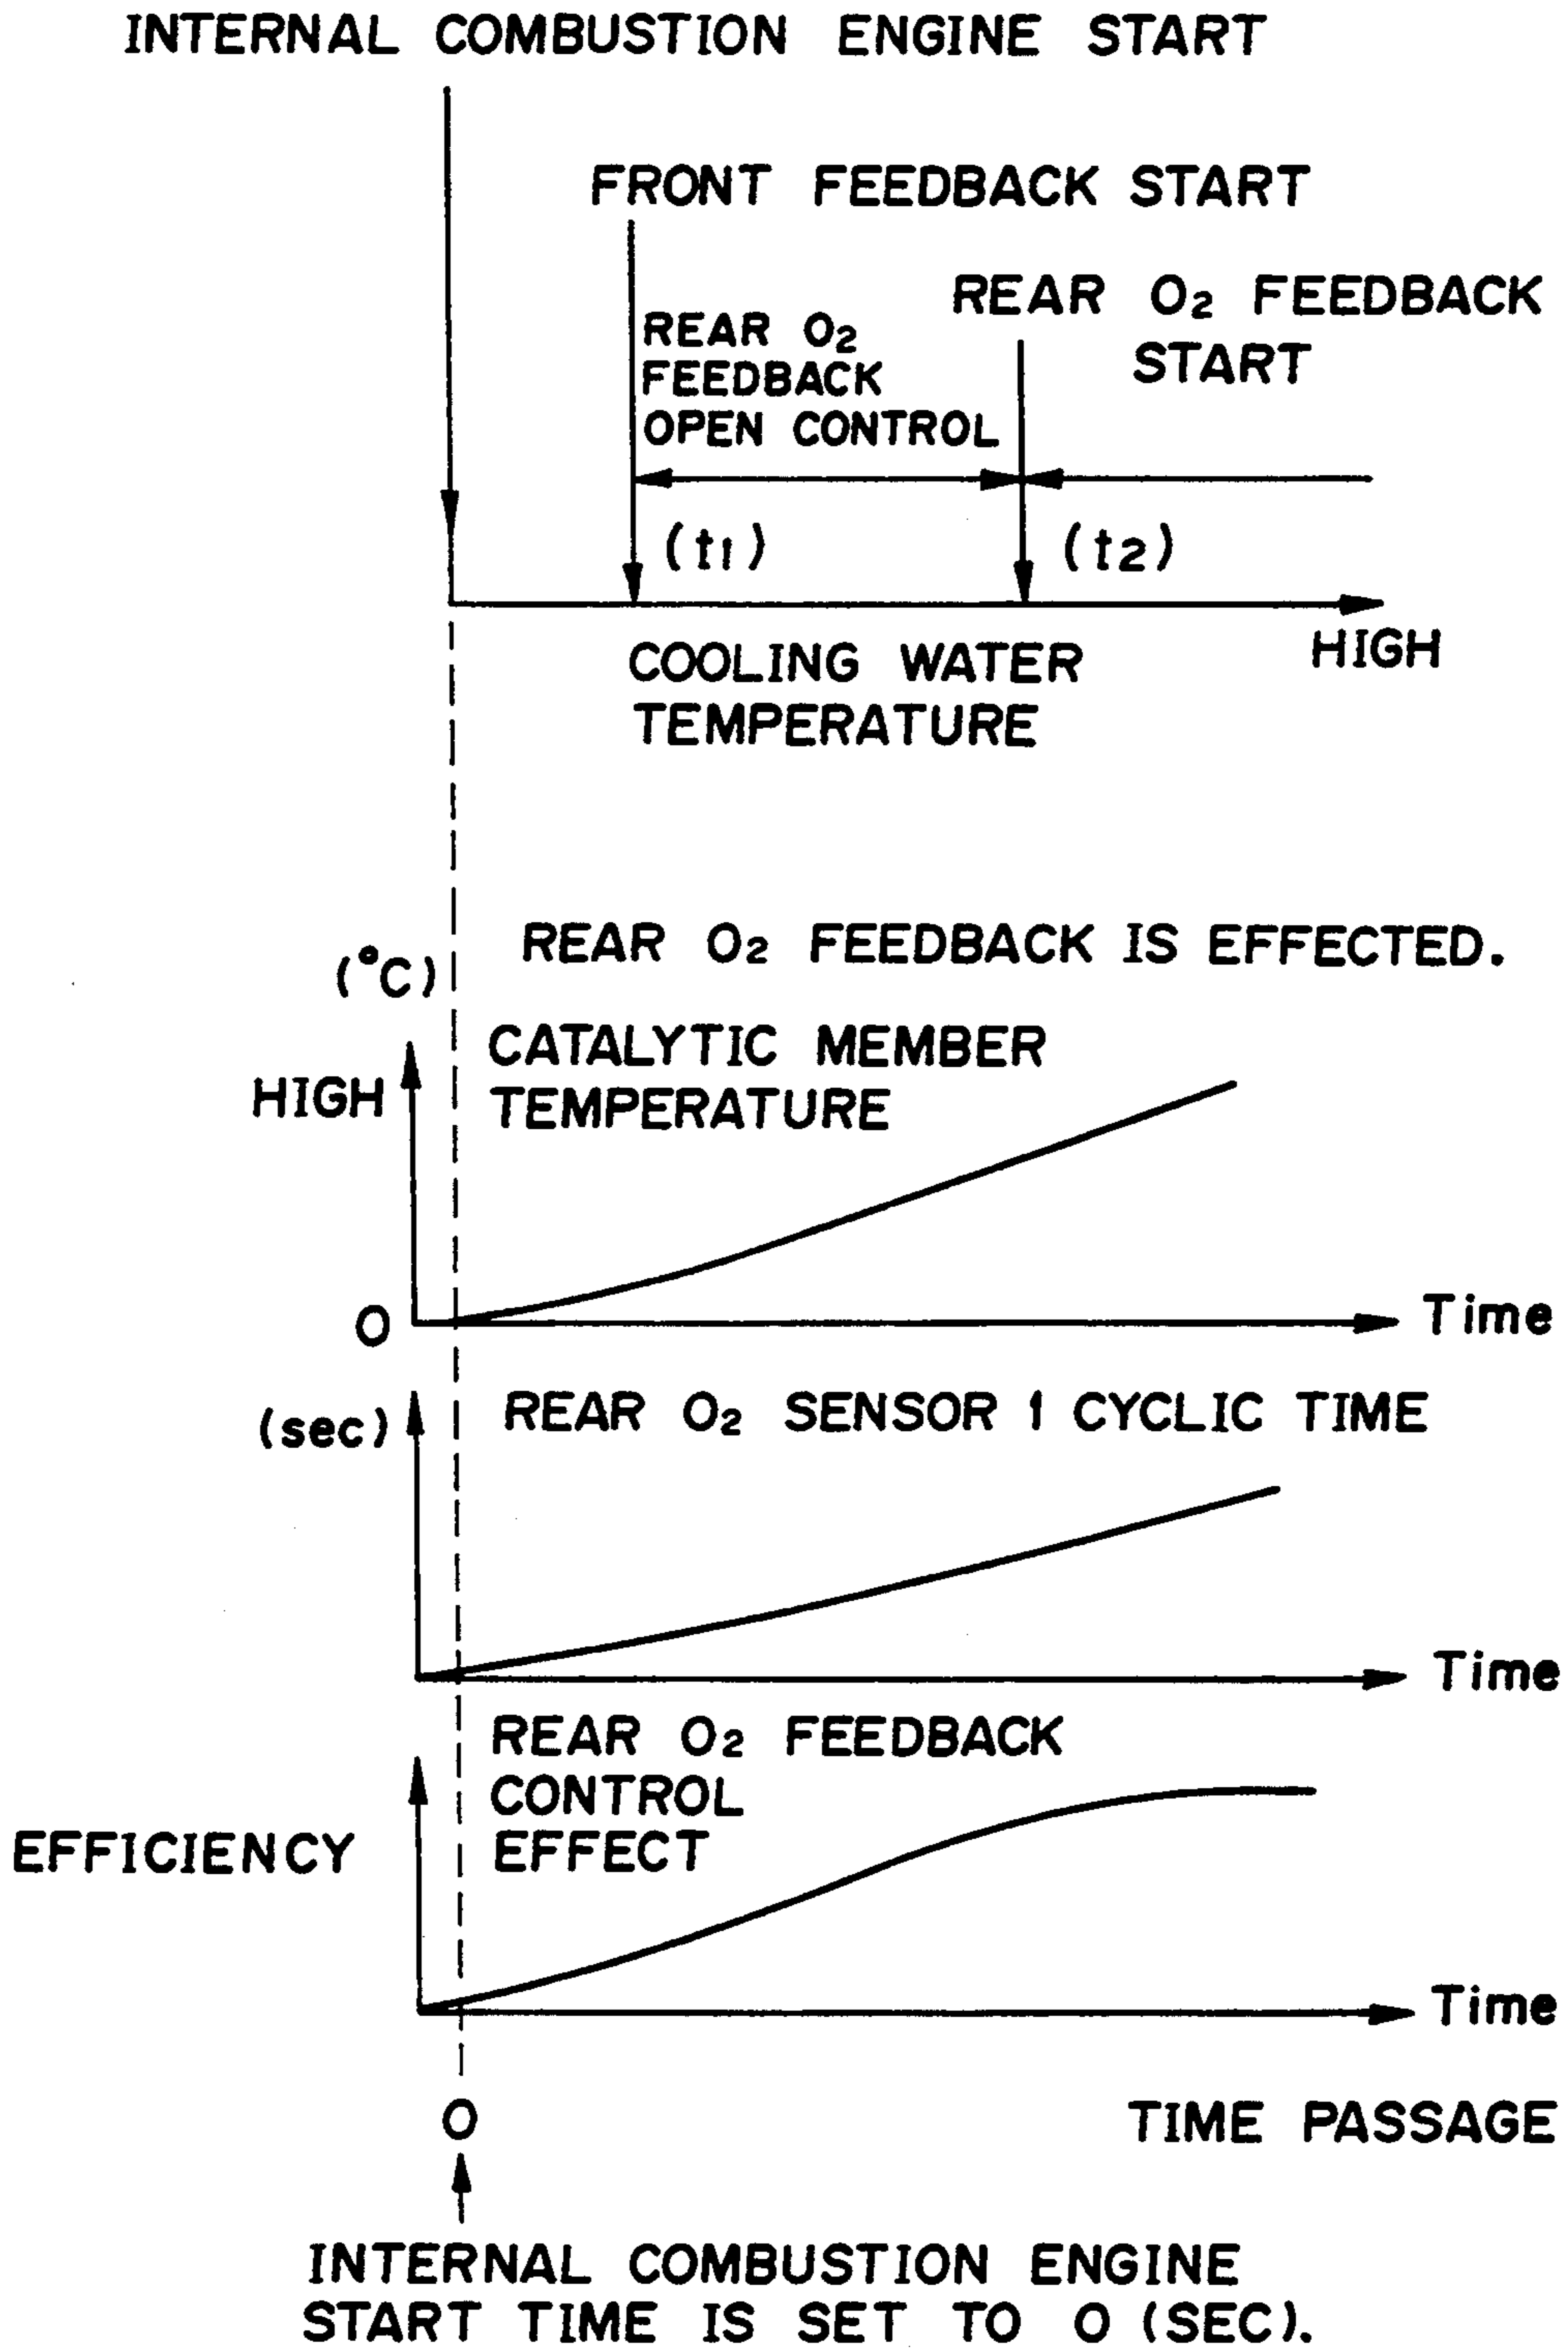 INTERNAL COMBUSTION ENGINE START
FRONT FEEDBACK START
REAR O2 FEEDBACK
START
REAR O2
FEEDBACK
OPEN CONTROL
(t1)
(t2)
COOLING WATER
TEMPERATURE
HIGH
REAR O2 FEEDBACK IS EFFECTED.
(°C)
CATALYTIC MEMBER
TEMPERATURE
HIGH
0
Time
(sec)
REAR O2 SENSOR 1 CYCLIC TIME
Time
REAR O2 FEEDBACK
CONTROL
EFFECT
EFFICIENCY
Time
0
TIME PASSAGE
INTERNAL COMBUSTION ENGINE
START TIME IS SET TO 0 (SEC).